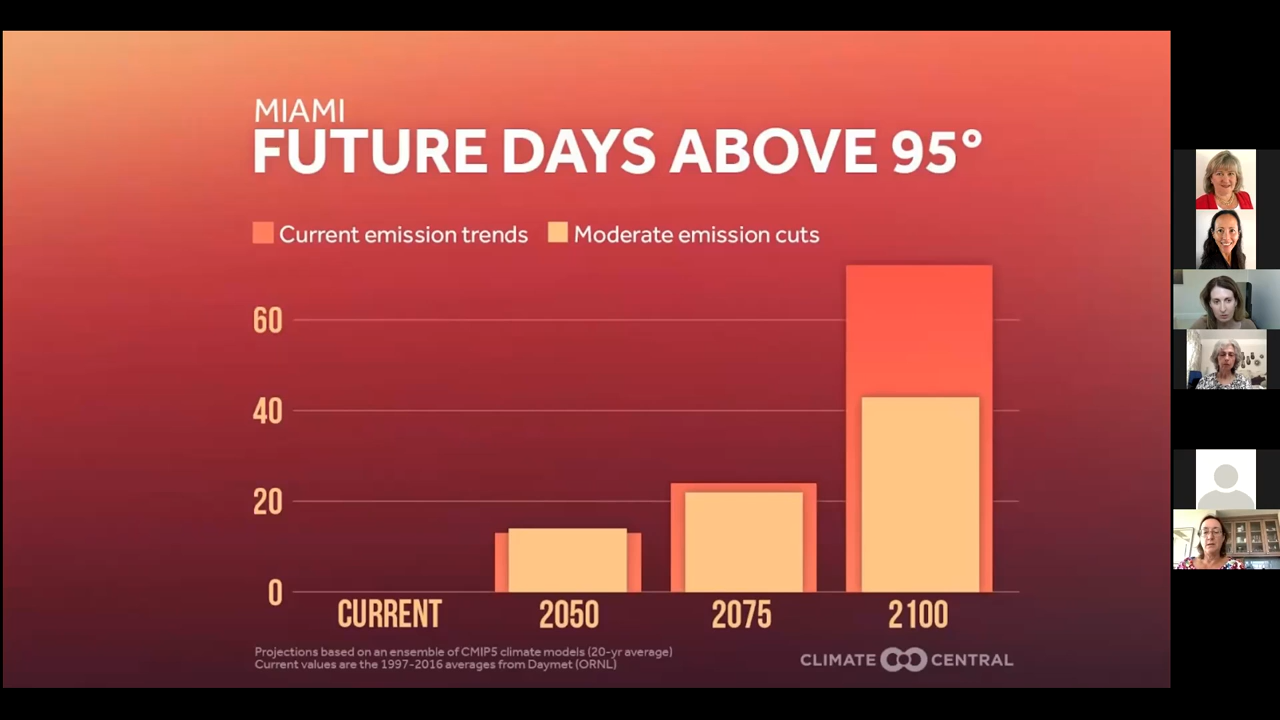 MIAMI
FUTURE DAYS ABOVE 95°
Current emission trends Moderate emission cuts
60
40
20
0
CURRENT 2050 2075 2100
Projections based on an ensemble of CMIP5 climate models (20-yr average)
Current values are the 1997-2016 averages from Daymet (ORNL)
CLIMATE CENTRAL